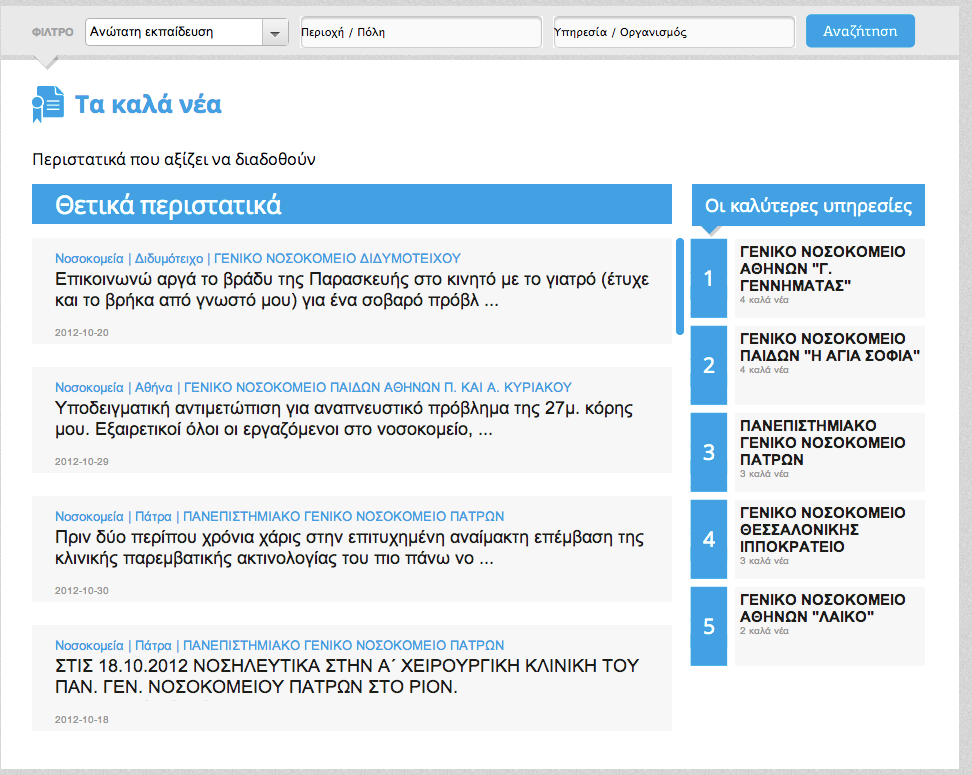 ΦΙΛΤΡΟ Ανώτατη εκπαίδευση Περιοχή / Πόλη Υπηρεσία / Οργανισμός Αναζήτηση
Τα καλά νέα
Περιστατικά που αξίζει να διαδοθούν
Θετικά περιστατικά
Νοσοκομεία | Διδυμότειχο | ΓΕΝΙΚΟ ΝΟΣΟΚΟΜΕΙΟ ΔΙΔΥΜΟΤΕΙΧΟΥ
Επικοινωνώ αργά το βράδυ της Παρασκευής στο κινητό με το γιατρό (έτυχε
και το βρήκα από γνωστό μου) για ένα σοβαρό πρόβλ ...
2012-10-20
Νοσοκομεία | Αθήνα | ΓΕΝΙΚΟ ΝΟΣΟΚΟΜΕΙΟ ΠΑΙΔΩΝ ΑΘΗΝΩΝ Π. ΚΑΙ Α. ΚΥΡΙΑΚΟΥ
Υποδειγματική αντιμετώπιση για αναπνευστικό πρόβλημα της 27μ. κόρης
μου. Εξαιρετικοί όλοι οι εργαζόμενοι στο νοσοκομείο, ...
2012-10-29
Νοσοκομεία | Πάτρα | ΠΑΝΕΠΙΣΤΗΜΙΑΚΟ ΓΕΝΙΚΟ ΝΟΣΟΚΟΜΕΙΟ ΠΑΤΡΩΝ
Πριν δύο περίπου χρόνια χάρις στην επιτυχημένη αναίμακτη επέμβαση της
κλινικής παρεμβατικής ακτινολογίας του πιο πάνω νο ...
2012-10-30
Νοσοκομεία | Πάτρα | ΠΑΝΕΠΙΣΤΗΜΙΑΚΟ ΓΕΝΙΚΟ ΝΟΣΟΚΟΜΕΙΟ ΠΑΤΡΩΝ
ΣΤΙΣ 18.10.2012 ΝΟΣΗΛΕΥΤΙΚΑ ΣΤΗΝ Α΄ ΧΕΙΡΟΥΡΓΙΚΗ ΚΛΙΝΙΚΗ ΤΟΥ
ΠΑΝ. ΓΕΝ. ΝΟΣΟΚΟΜΕΙΟΥ ΠΑΤΡΩΝ ΣΤΟ ΡΙΟΝ.
2012-10-18
Οι καλύτερες υπηρεσίες
1
ΓΕΝΙΚΟ ΝΟΣΟΚΟΜΕΙΟ
ΑΘΗΝΩΝ "Γ.
ΓΕΝΝΗΜΑΤΑΣ"
4 καλά νέα
2
ΓΕΝΙΚΟ ΝΟΣΟΚΟΜΕΙΟ
ΠΑΙΔΩΝ "Η ΑΓΙΑ ΣΟΦΙΑ"
4 καλά νέα
3
ΠΑΝΕΠΙΣΤΗΜΙΑΚΟ
ΓΕΝΙΚΟ ΝΟΣΟΚΟΜΕΙΟ
ΠΑΤΡΩΝ
3 καλά νέα
4
ΓΕΝΙΚΟ ΝΟΣΟΚΟΜΕΙΟ
ΘΕΣΣΑΛΟΝΙΚΗΣ
ΙΠΠΟΚΡΑΤΕΙΟ
3 καλά νέα
5
ΓΕΝΙΚΟ ΝΟΣΟΚΟΜΕΙΟ
ΑΘΗΝΩΝ "ΛΑΙΚΟ"
2 καλά νέα